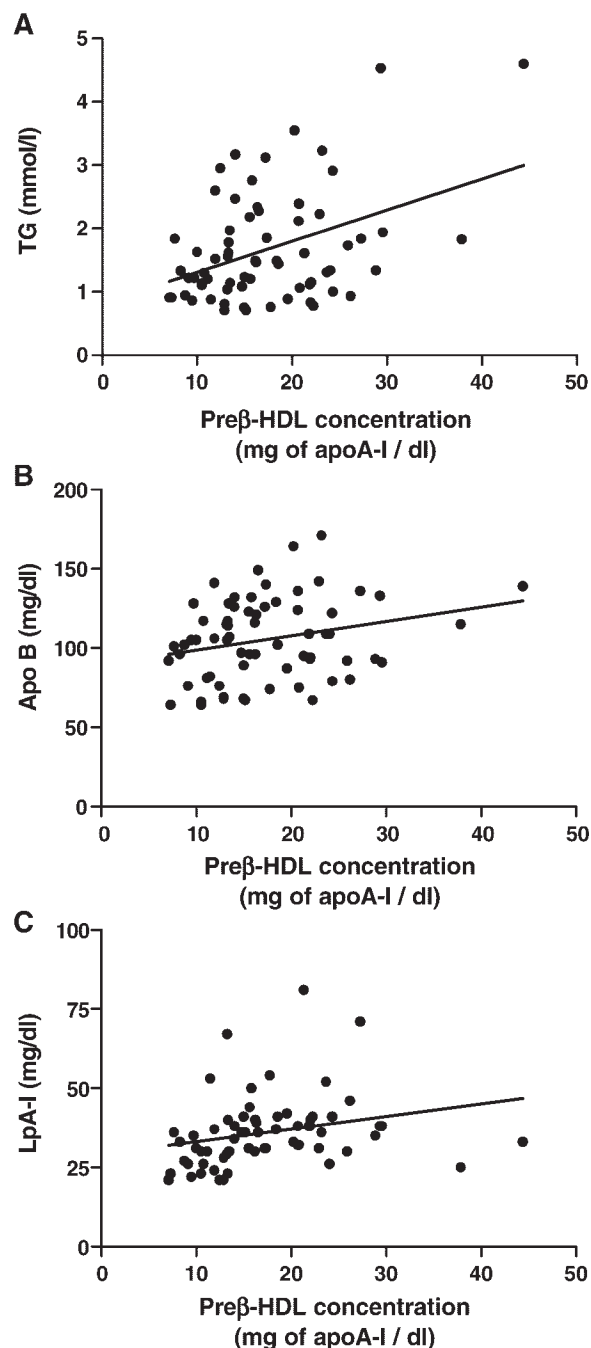 A
5
4
3
2
1
0
TG (mmol/l)
0 10 20 30 40 50
Preβ-HDL concentration
(mg of apoA-I / dl)
B
200
150
100
50
0
Apo B (mg/dl)
0 10 20 30 40 50
Preβ-HDL concentration
(mg of apoA-I / dl)
C
100
75
50
25
0
LpA-I (mg/dl)
0 10 20 30 40 50
Preβ-HDL concentration
(mg of apoA-I / dl)